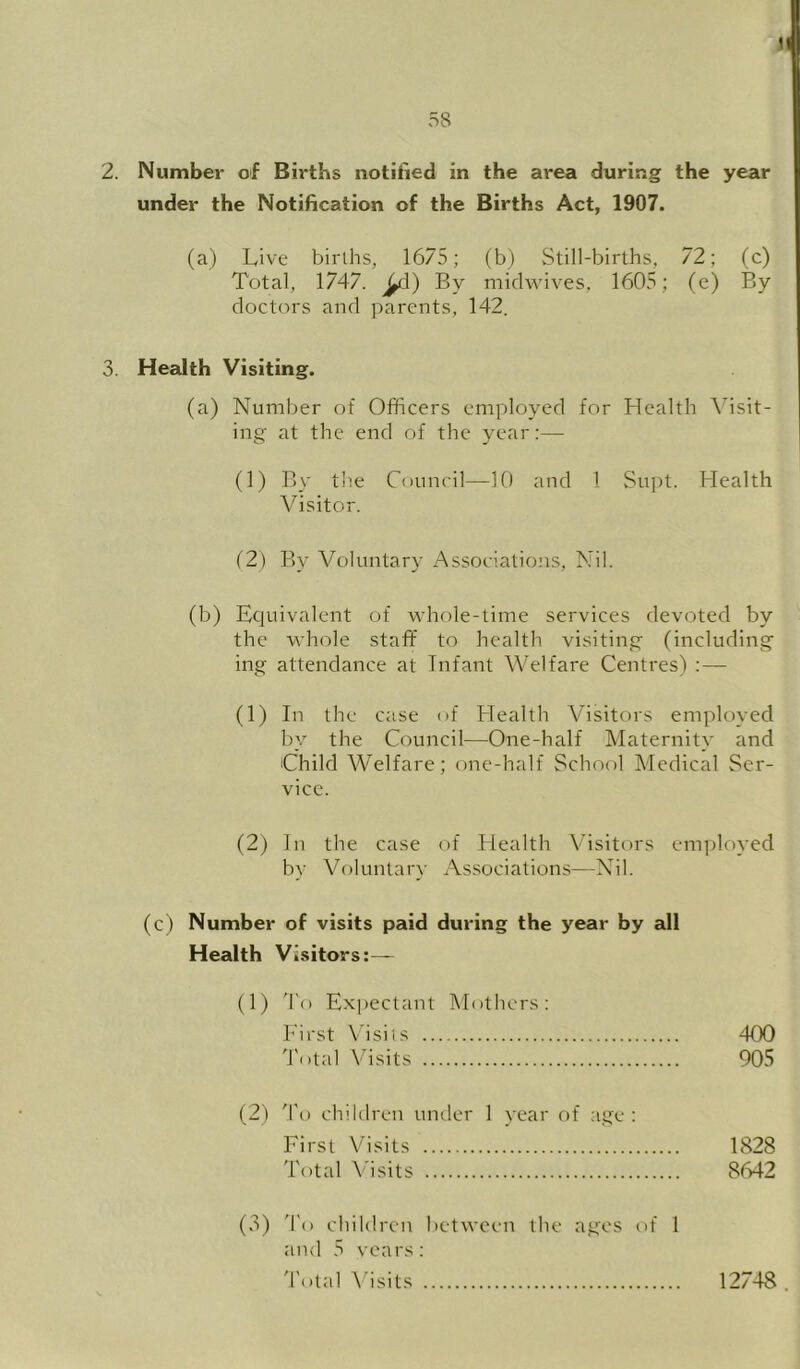 58
2. Number of Births notified in the area during the year
under the Notification of the Births Act, 1907.
(a) Live births, 1675; (b) Still-births, 72; (c)
Total, 1747. (d) By midwives, 1605; (e) By
doctors and parents, 142.
3. Health Visiting.
(a) Number of Officers employed for Health Visit-
ing at the end of the year:—
(1) By the Council—10 and 1 Supt. Health
Visitor.
(2) By Voluntary Associations, Nil.
(b) Equivalent of whole-time services devoted by
the whole staff to health visiting (including
ing attendance at Infant Welfare Centres) :—
(1) In the case of Health Visitors employed
by the Council—One-half Maternity and
Child Welfare; one-half School Medical Ser-
vice.
(2) In the case of Health Visitors employed
by Voluntary Associations—Nil.
(c) Number of visits paid during the year by all
Health Visitors:—
(1) To Expectant Mothers:
First Visits ..... 400
Total Visits ..... 905
(2) To children under 1 year of age :
First Visits ..... 1828
Total Visits ..... 8642
(3) To children between the ages of 1
and 5 years:
Total Visits ..... 12748